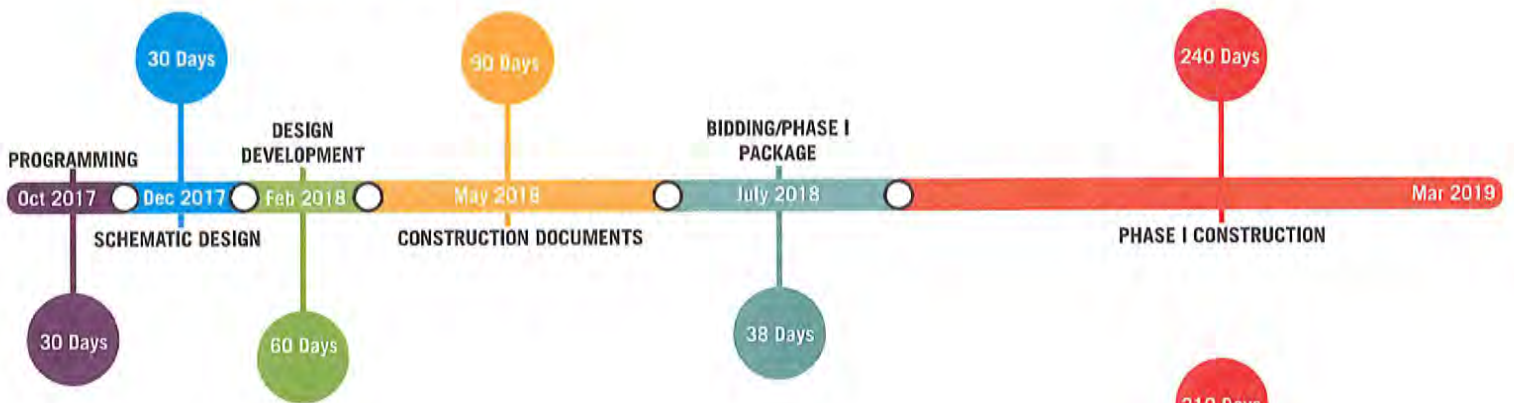 30 Days
90 Days
240 Days
PROGRAMMING
DESIGN
DEVELOPMENT
BIDDING/PHASE I
PACKAGE
Oct 2017
Dec 2017
Feb 2018
May 2018
July 2018
Mar 2019
SCHEMATIC DESIGN
CONSTRUCTION DOCUMENTS
PHASE I CONSTRUCTION
30 Days
60 Days
38 Days